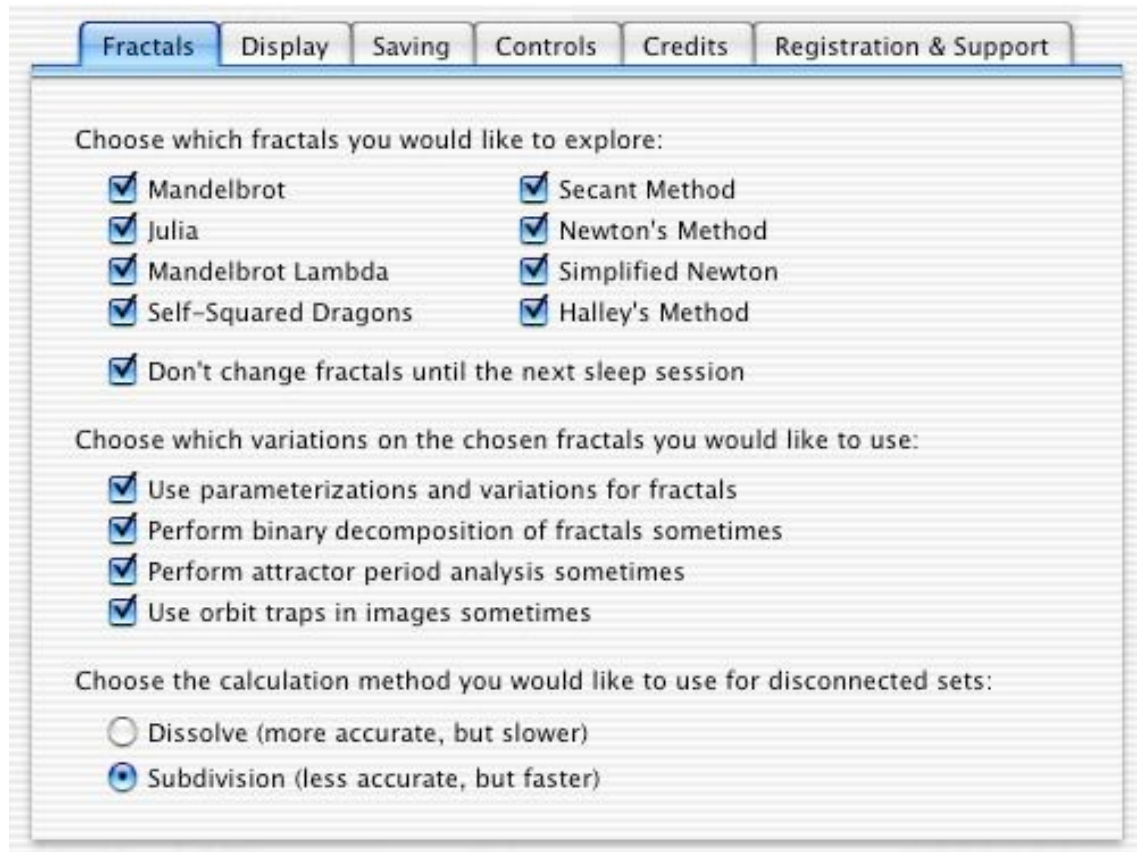 Fractals Display Saving Controls Credits Registration & Support
Choose which fractals you would like to explore:
Mandelbrot Secant Method
Julia Newton's Method
Mandelbrot Lambda Simplified Newton
Self-Squared Dragons Halley's Method
Don't change fractals until the next sleep session
Choose which variations on the chosen fractals you would like to use:
Use parameterizations and variations for fractals
Perform binary decomposition of fractals sometimes
Perform attractor period analysis sometimes
Use orbit traps in images sometimes
Choose the calculation method you would like to use for disconnected sets:
Dissolve (more accurate, but slower)
Subdivision (less accurate, but faster)